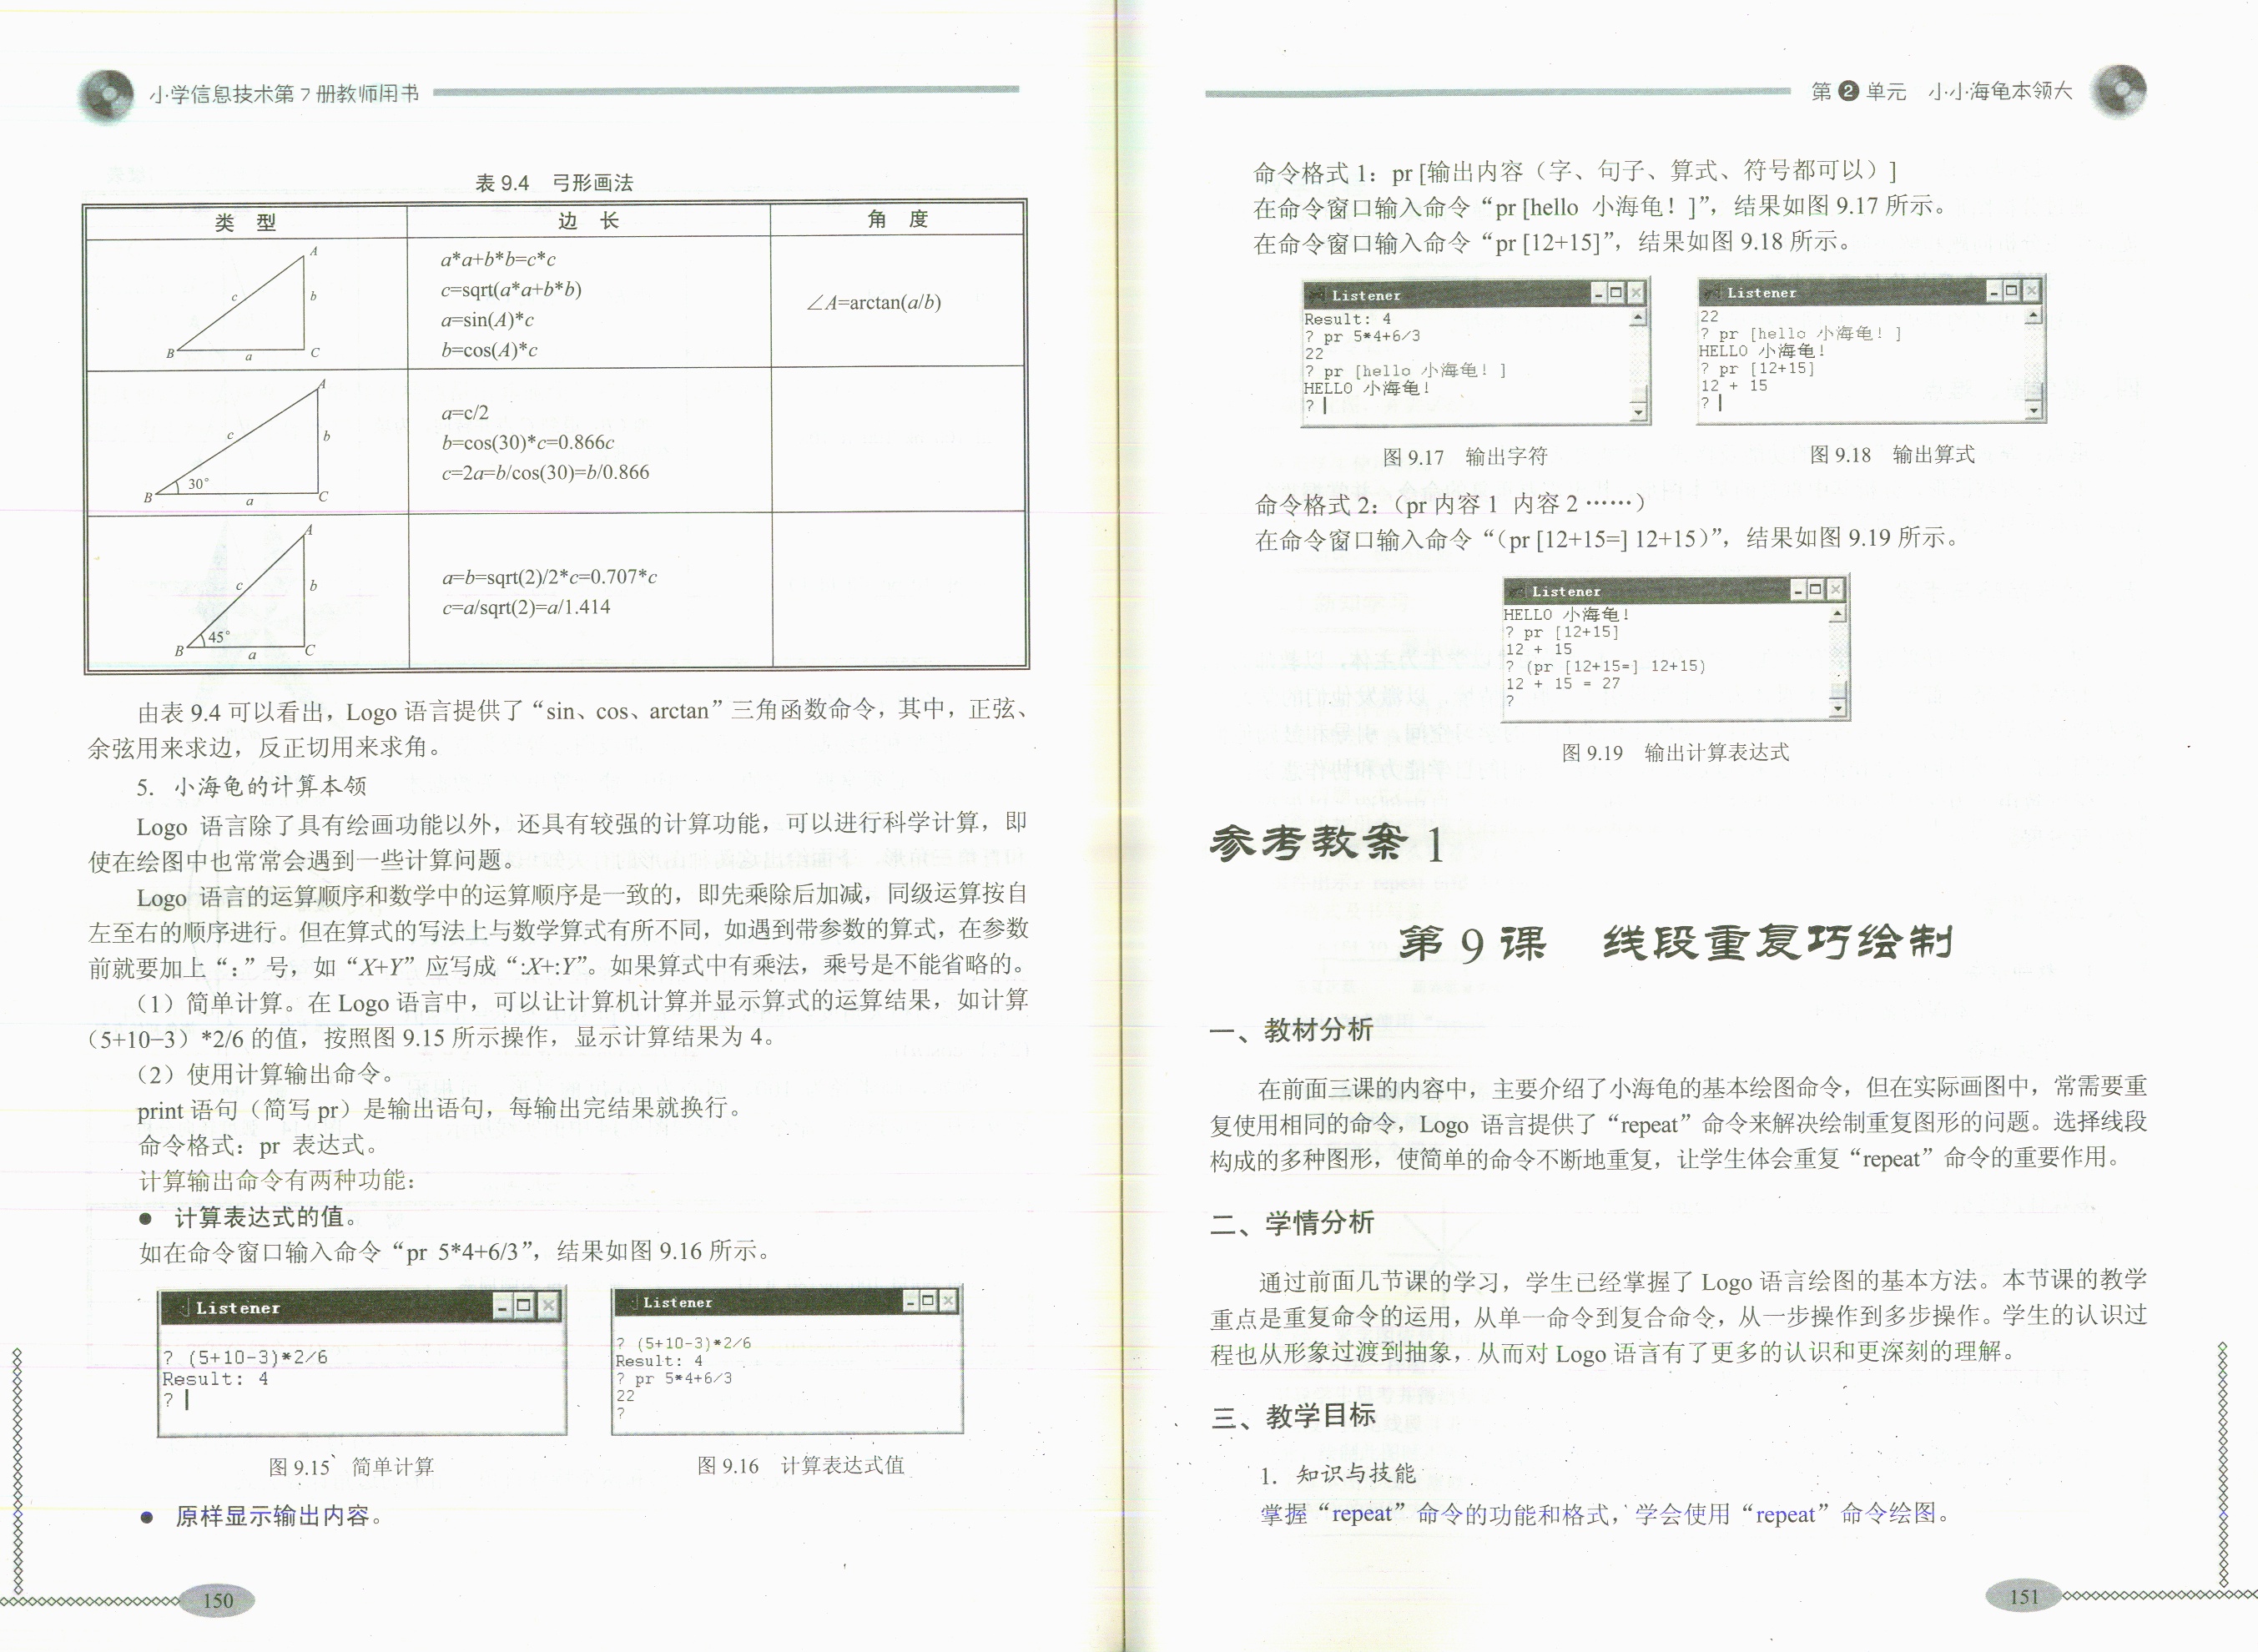 小学信息技术第7册教师用书
表 9.4 弓形画法
类 型 边 长 角 度
A
c b
B a C
a*a+b*b=c*c
c=sqrt(a*a+b*b)
a=sin(A)*c
b=cos(A)*c
∠A=arctan(a/b)
A
c b
30°
B a C
a=c/2
b=cos(30)*c=0.866c
c=2a=b/cos(30)=b/0.866
A
c b
45°
B a C
a=b=sqrt(2)/2*c=0.707*c
c=a/sqrt(2)=a/1.414
由表 9.4 可以看出，Logo 语言提供了“sin、cos、arctan”三角函数命令，其中，正弦、
余弦用来求边，反正切用来求角。
5. 小海龟的计算本领
Logo 语言除了具有绘画功能以外，还具有较强的计算功能，可以进行科学计算，即
使在绘图中也常常会遇到一些计算问题。
Logo 语言的运算顺序和数学中的运算顺序是一致的，即先乘除后加减，同级运算按自
左至右的顺序进行。但在算式的写法上与数学算式有所不同，如遇到带参数的算式，在参数
前就要加上“：”号，如“X+Y”应写成“:X+:Y”。如果算式中有乘法，乘号是不能省略的。
（1）简单计算。在 Logo 语言中，可以让计算机计算并显示算式的运算结果，如计算
（5+10−3）*2/6 的值，按照图 9.15 所示操作，显示计算结果为 4。
（2）使用计算输出命令。
print 语句（简写 pr）是输出语句，每输出完结果就换行。
命令格式：pr 表达式。
计算输出命令有两种功能：
● 计算表达式的值。
如在命令窗口输入命令“pr 5*4+6/3”，结果如图 9.16 所示。
Listener
? (5+10-3)*2/6
Result: 4
?
Listener
? (5+10-3)*2/6
Result: 4
? pr 5*4+6/3
22
?
图 9.15 简单计算
图 9.16 计算表达式值
● 原样显示输出内容。
150
第2单元 小小海龟本领大
命令格式 1：pr [输出内容（字、句子、算式、符号都可以）]
在命令窗口输入命令“pr [hello 小海龟！]”，结果如图 9.17 所示。
在命令窗口输入命令“pr [12+15]”，结果如图 9.18 所示。
Listener
Result: 4
? pr 5*4+6/3
22
? pr [hello 小海龟！]
HELLO 小海龟！
?
Listener
22
? pr [hello 小海龟！]
HELLO 小海龟！
? pr [12+15]
12 + 15
?
图 9.17 输出字符
图 9.18 输出算式
命令格式 2：（pr 内容 1 内容 2 ……）
在命令窗口输入命令“（pr [12+15=] 12+15）”，结果如图 9.19 所示。
Listener
HELLO 小海龟！
? pr [12+15]
12 + 15
? (pr [12+15=] 12+15)
12 + 15 = 27
?
图 9.19 输出计算表达式
参考教案 1
第 9 课 线段重复巧绘制
一、教材分析
在前面三课的内容中，主要介绍了小海龟的基本绘图命令，但在实际画图中，常需要重
复使用相同的命令，Logo 语言提供了“repeat”命令来解决绘制重复图形的问题。选择线段
构成的多种图形，使简单的命令不断地重复，让学生体会重复“repeat”命令的重要作用。
二、学情分析
通过前面几节课的学习，学生已经掌握了 Logo 语言绘图的基本方法。本节课的教学
重点是重复命令的运用，从单一命令到复合命令，从一步操作到多步操作。学生的认识过
程也从形象过渡到抽象，从而对 Logo 语言有了更多的认识和更深刻的理解。
三、教学目标
1. 知识与技能
掌握“repeat”命令的功能和格式，学会使用“repeat”命令绘图。
151